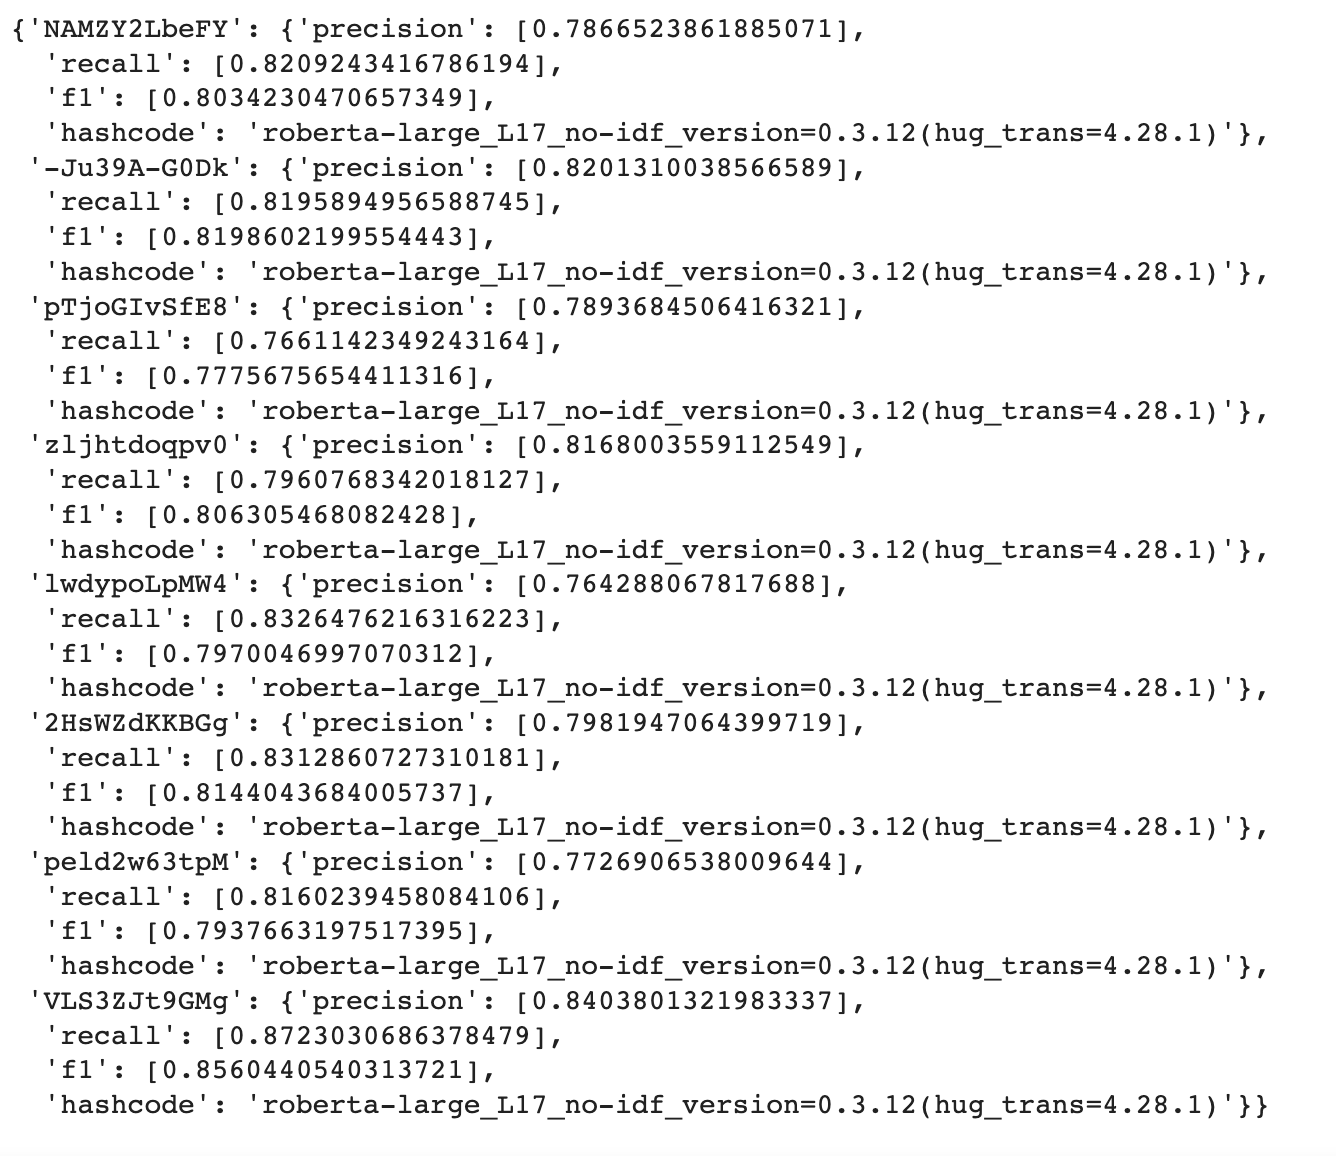 {'NAMZY2LbeFY': {'precision': [0.7866523861885071],
'recall': [0.8209243416786194],
'f1': [0.8034230470657349],
'hashcode': 'roberta-large_L17_no-idf_version=0.3.12(hug_trans=4.28.1)'},
'-Ju39A-G0Dk': {'precision': [0.8201310038566589],
'recall': [0.8195894956588745],
'f1': [0.8198602199554443],
'hashcode': 'roberta-large_L17_no-idf_version=0.3.12(hug_trans=4.28.1)'},
'pTjoGIvSfE8': {'precision': [0.7893684506416321],
'recall': [0.7661142349243164],
'f1': [0.7775675654411316],
'hashcode': 'roberta-large_L17_no-idf_version=0.3.12(hug_trans=4.28.1)'},
'zljhtdoqpv0': {'precision': [0.8168003559112549],
'recall': [0.7960768342018127],
'f1': [0.806305468082428],
'hashcode': 'roberta-large_L17_no-idf_version=0.3.12(hug_trans=4.28.1)'},
'lwdypoLpMW4': {'precision': [0.764288067817688],
'recall': [0.8326476216316223],
'f1': [0.7970046997070312],
'hashcode': 'roberta-large_L17_no-idf_version=0.3.12(hug_trans=4.28.1)'},
'2HsWZdKKBGg': {'precision': [0.7981947064399719],
'recall': [0.8312860727310181],
'f1': [0.8144043684005737],
'hashcode': 'roberta-large_L17_no-idf_version=0.3.12(hug_trans=4.28.1)'},
'peld2w63tpM': {'precision': [0.7726906538009644],
'recall': [0.8160239458084106],
'f1': [0.7937663197517395],
'hashcode': 'roberta-large_L17_no-idf_version=0.3.12(hug_trans=4.28.1)'},
'VLS3ZJt9GMg': {'precision': [0.8403801321983337],
'recall': [0.8723030686378479],
'f1': [0.8560440540313721],
'hashcode': 'roberta-large_L17_no-idf_version=0.3.12(hug_trans=4.28.1)'}}